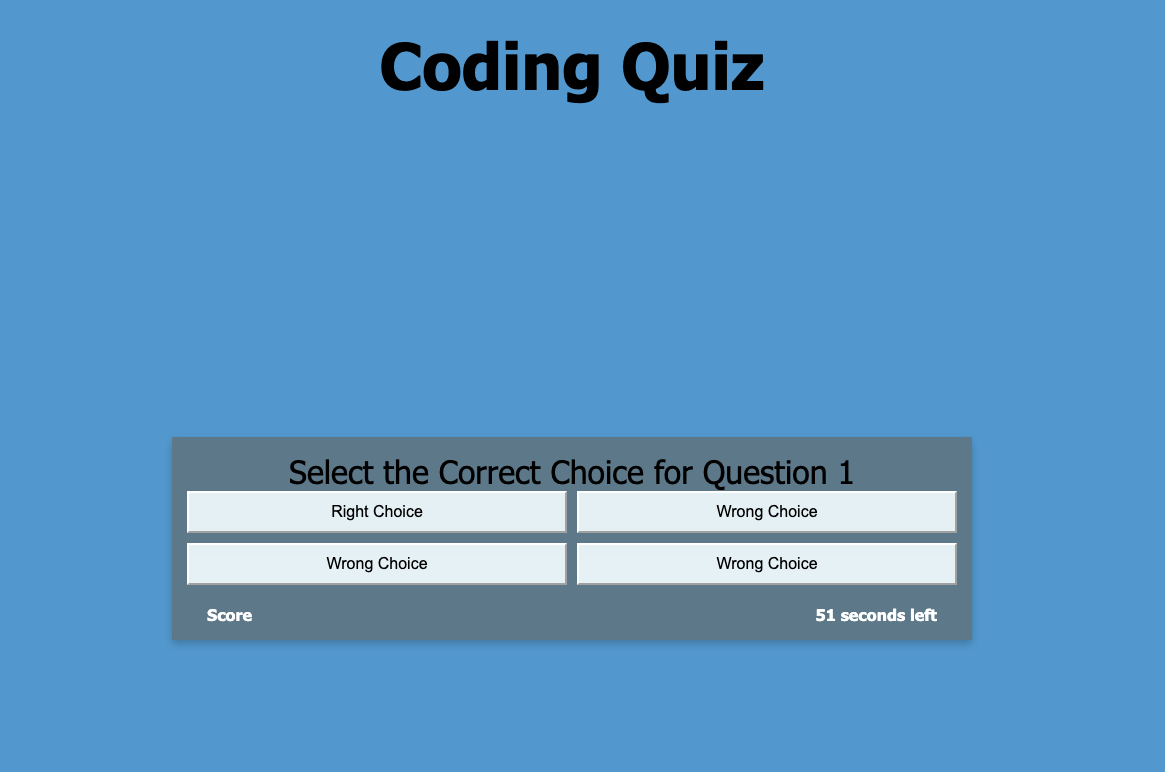 Coding Quiz
Select the Correct Choice for Question 1
Right Choice
Wrong Choice
Wrong Choice
Wrong Choice
Score
51 seconds left